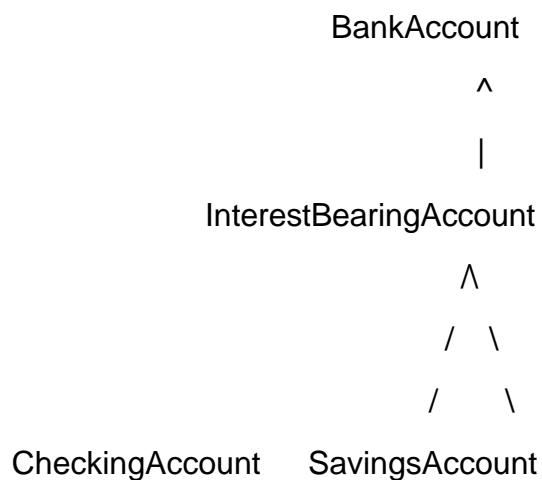 BankAccount
^
|
InterestBearingAccount
/\
/ \
/ \
CheckingAccount SavingsAccount